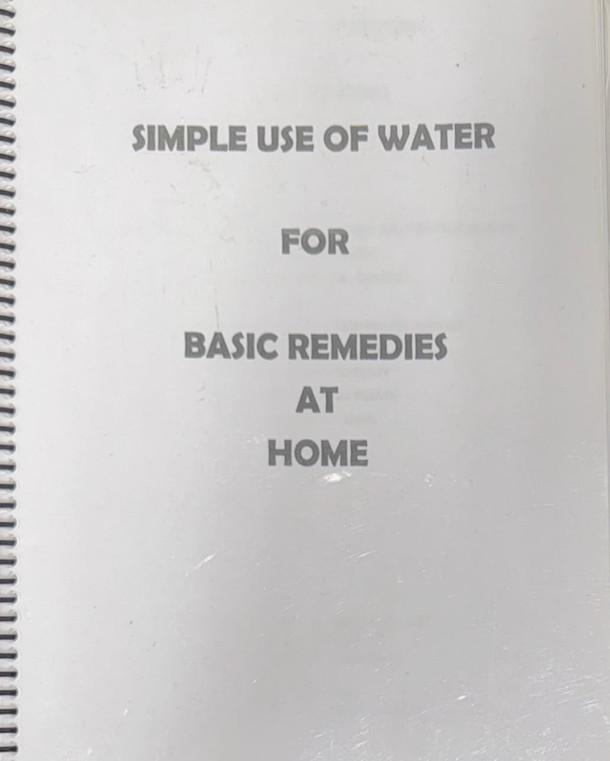 SIMPLE USE OF WATER
FOR
BASIC REMEDIES
AT
HOME